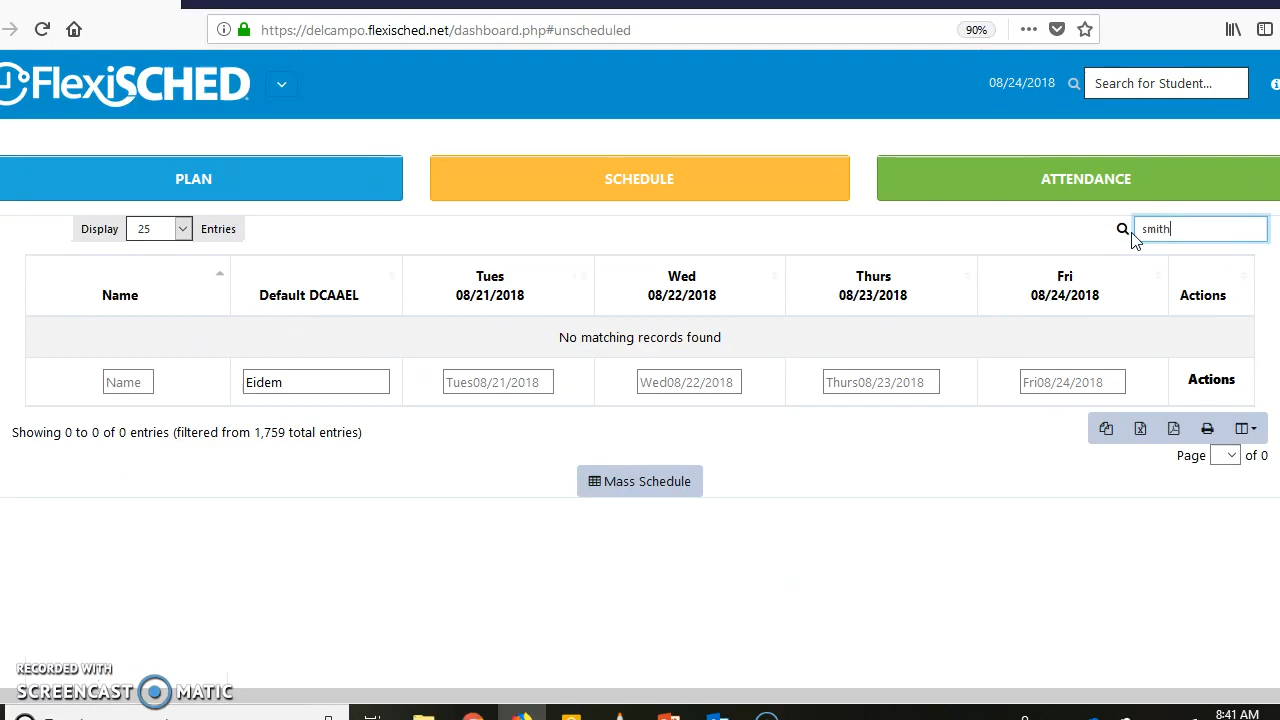 https://delcampo.flexisched.net/dashboard.php#unscheduled
90%
FlexiSCHED
08/24/2018
Search for Student...
PLAN
SCHEDULE
ATTENDANCE
Display 25 Entries
smith
Name
Default DCAAEL
Tues
08/21/2018
Wed
08/22/2018
Thurs
08/23/2018
Fri
08/24/2018
Actions
No matching records found
Name
Eidem
Tues08/21/2018
Wed08/22/2018
Thurs08/23/2018
Fri08/24/2018
Actions
Showing 0 to 0 of 0 entries (filtered from 1,759 total entries)
Page of 0
Mass Schedule
RECORDED WITH
SCREENCAST MATIC
8:41 AM